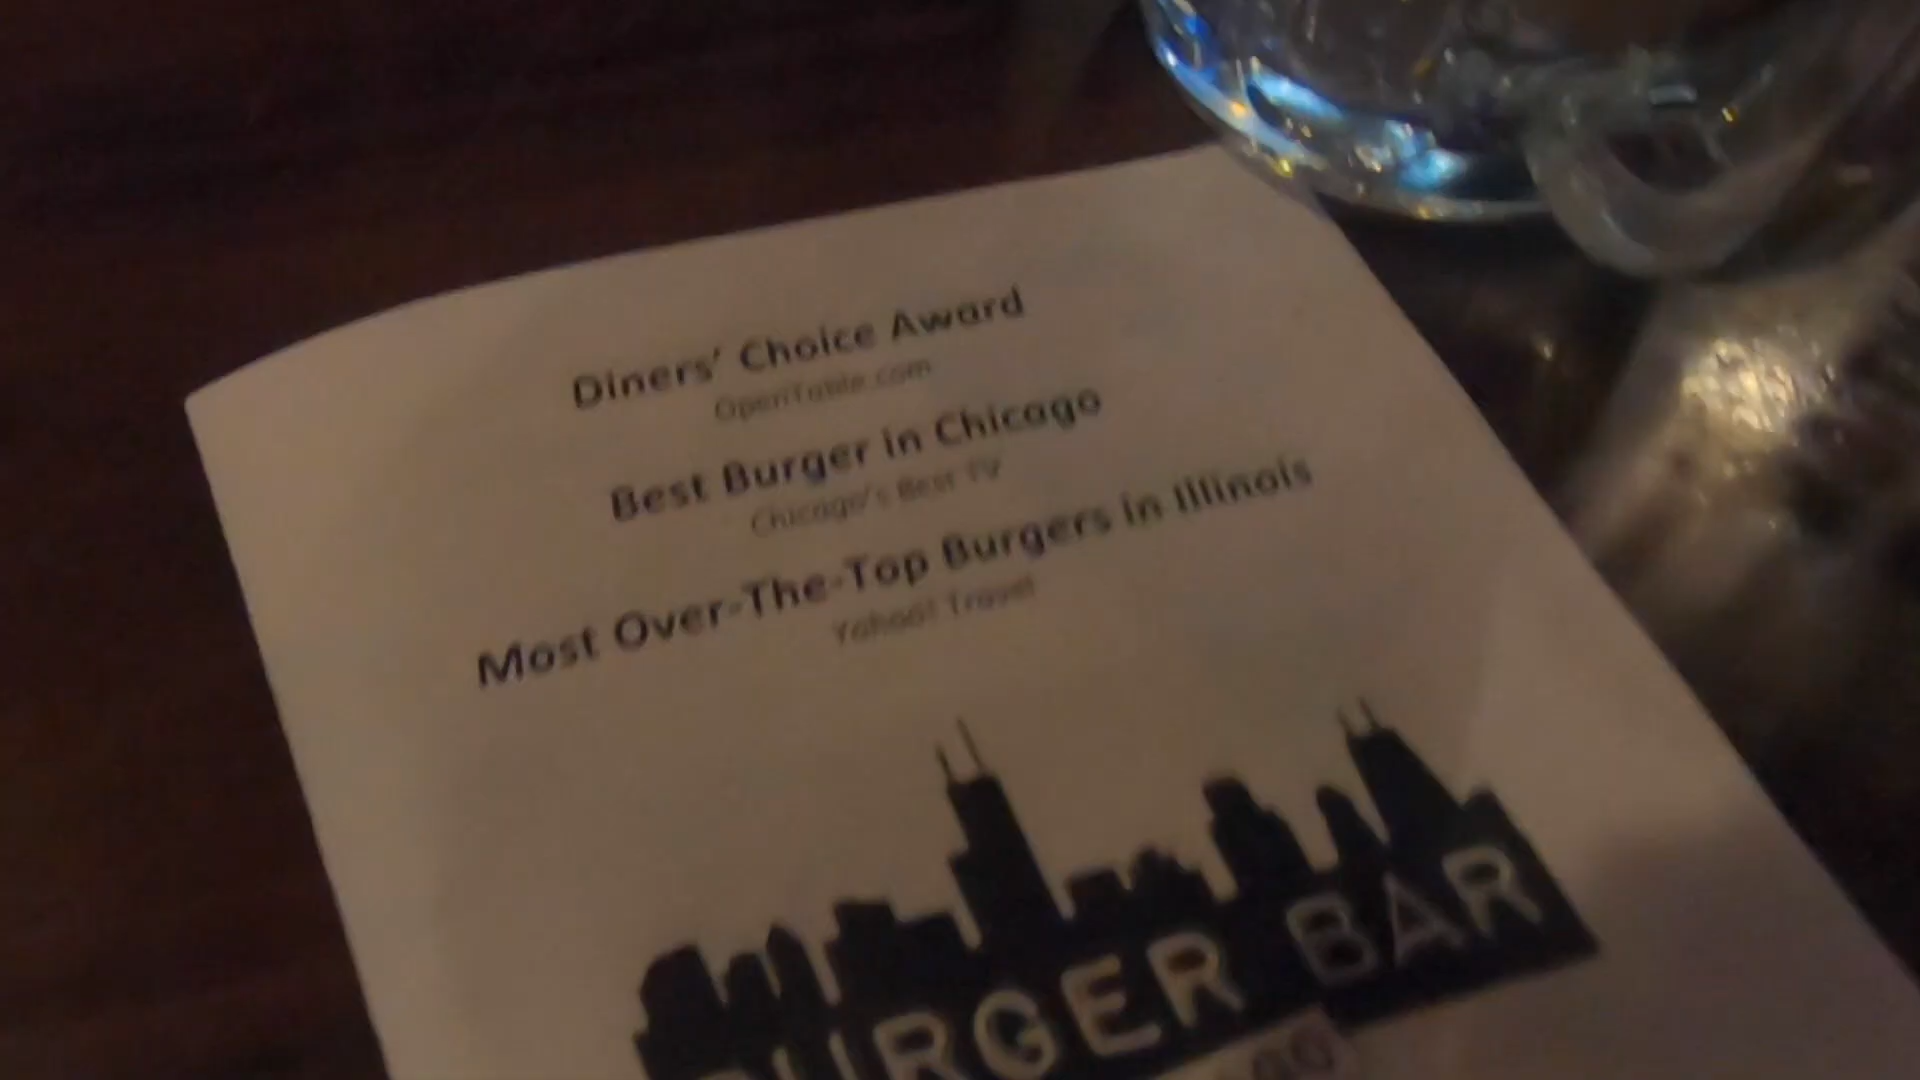 Diners' Choice Award
OpenTable.com
Best Burger in Chicago
Chicago's Best TV
Most Over-The-Top Burgers in Illinois
Yahoo! Travel
BURGER BAR